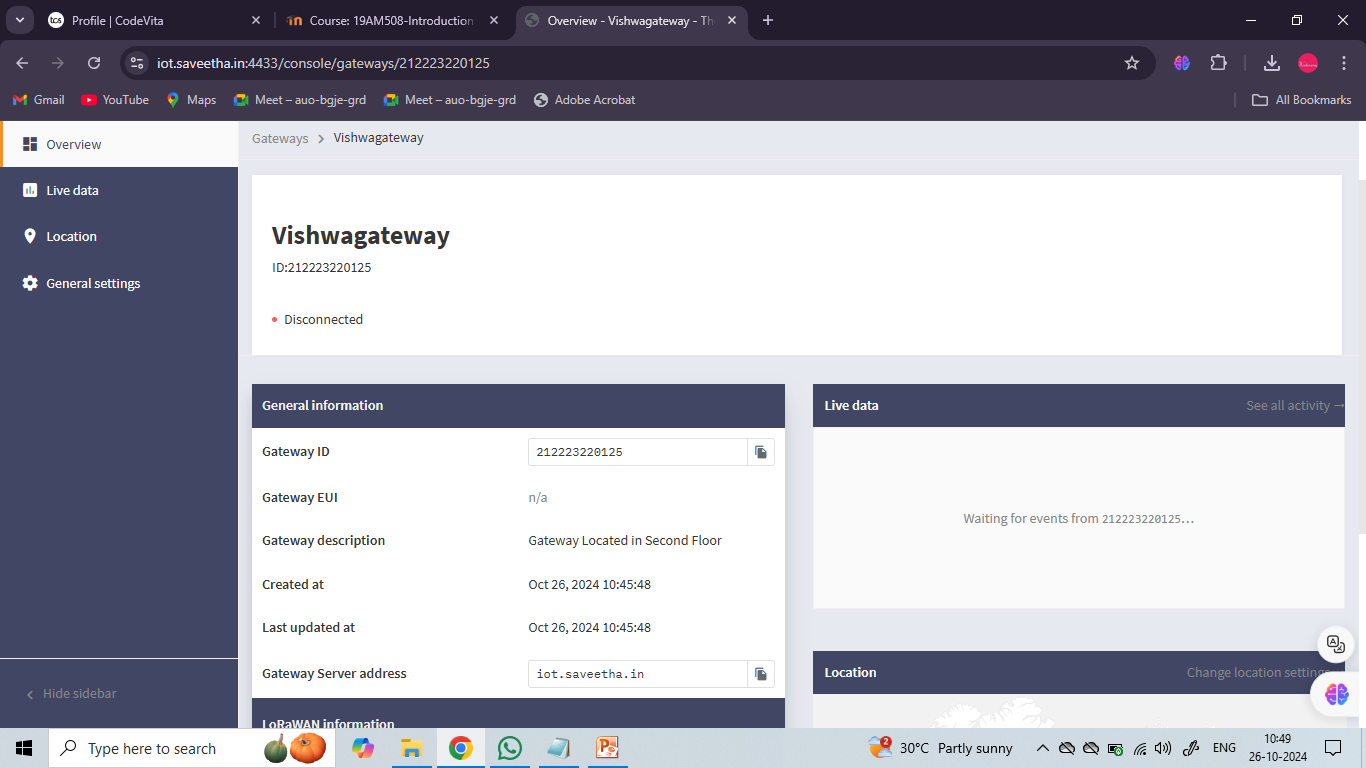 tcs Profile | CodeVita
Course: 19AM508-Introduction
Overview - Vishwagateway - Th
iot.saveetha.in:4433/console/gateways/212223220125
Gmail YouTube Maps Meet – auo-bgje-grd Meet – auo-bgje-grd Adobe Acrobat All Bookmarks
Overview
Live data
Location
General settings
Hide sidebar
Gateways > Vishwagateway
Vishwagateway
ID:212223220125
Disconnected
General information
Gateway ID 212223220125
Gateway EUI n/a
Gateway description Gateway Located in Second Floor
Created at Oct 26, 2024 10:45:48
Last updated at Oct 26, 2024 10:45:48
Gateway Server address iot.saveetha.in
LoRaWAN information
Live data See all activity →
Waiting for events from 212223220125…
Location Change location settings
Type here to search
2 30°C Partly sunny ENG 10:49
26-10-2024